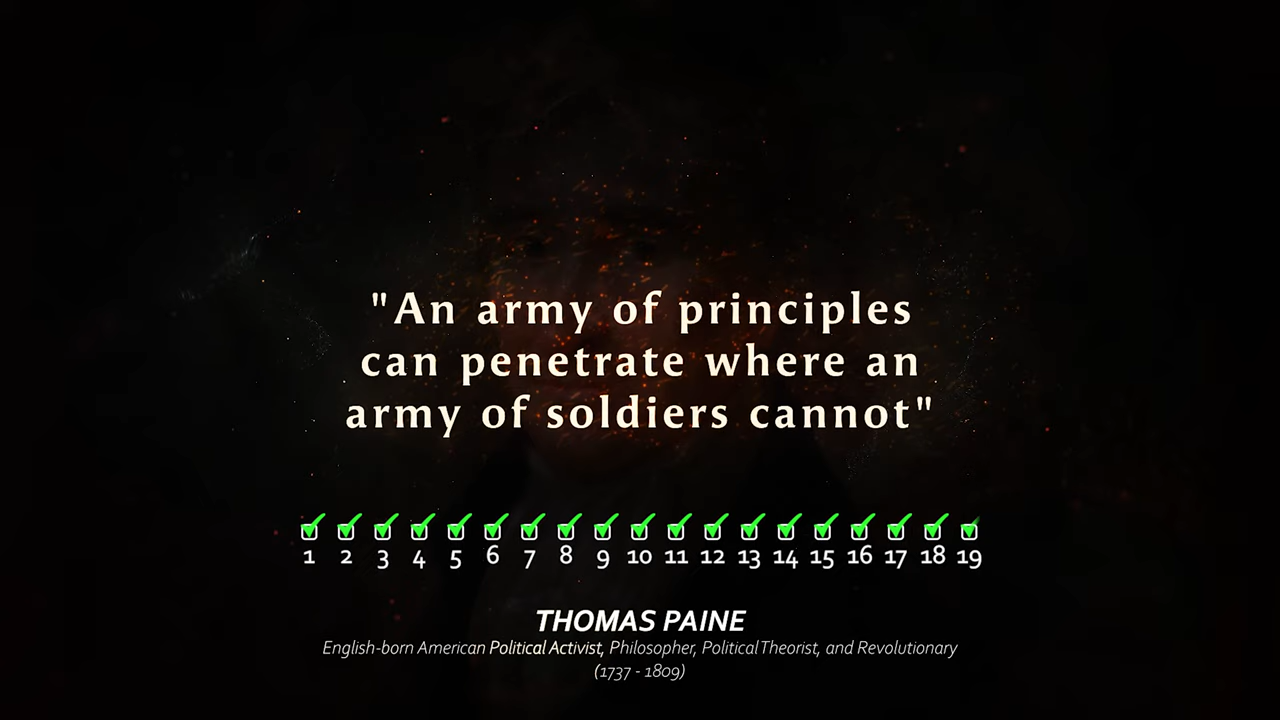 "An army of principles
can penetrate where an
army of soldiers cannot"
1 2 3 4 5 6 7 8 9 10 11 12 13 14 15 16 17 18 19
THOMAS PAINE
English-born American Political Activist, Philosopher, Political Theorist, and Revolutionary
(1737 - 1809)